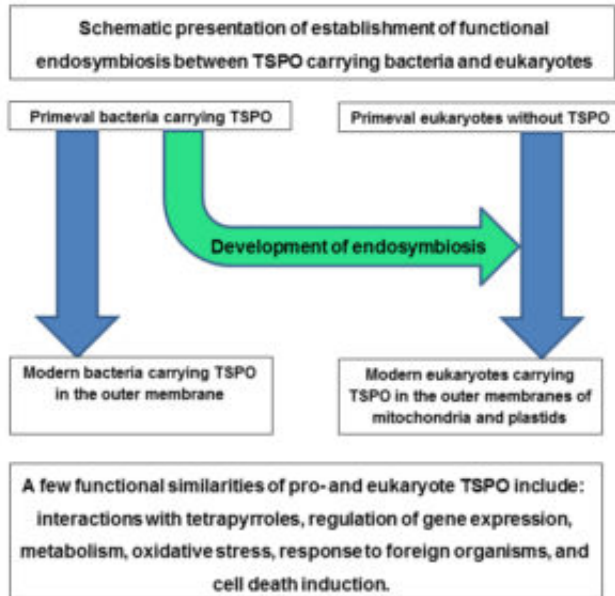 Schematic presentation of establishment of functional
endosymbiosis between TSPO carrying bacteria and eukaryotes
Primeval bacteria carrying TSPO
Primeval eukaryotes without TSPO
Development of endosymbiosis
Modern bacteria carrying TSPO
in the outer membrane
Modern eukaryotes carrying
TSPO in the outer membranes of
mitochondria and plastids
A few functional similarities of pro- and eukaryote TSPO include:
interactions with tetrapyrroles, regulation of gene expression,
metabolism, oxidative stress, response to foreign organisms, and
cell death induction.